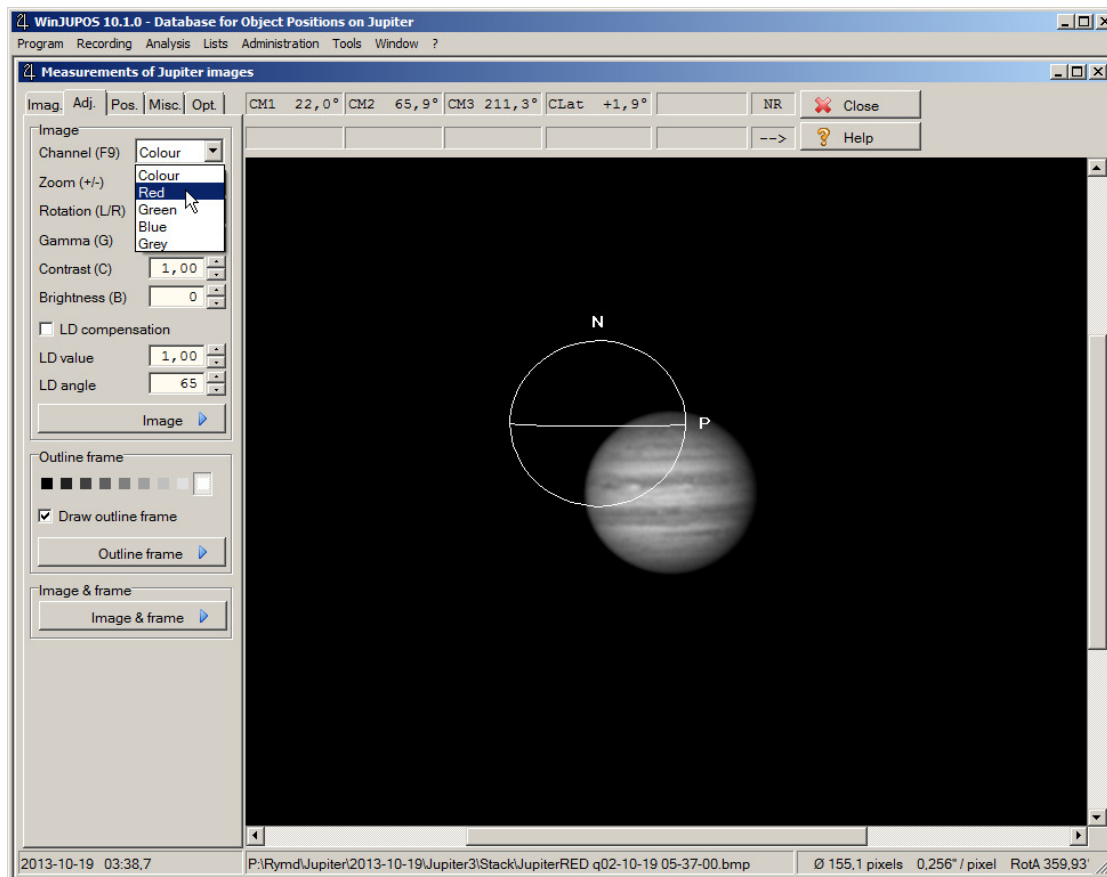 WinJUPOS 10.1.0 - Database for Object Positions on Jupiter
Program Recording Analysis Lists Administration Tools Window ?
Measurements of Jupiter images
Imag. Adj. Pos. Misc. Opt.
CM1 22,0° CM2 65,9° CM3 211,3° CLat +1,9° NR Close
--> Help
Image
Channel (F9) Colour
Colour
Zoom (+/-)
Red
Rotation (L/R)
Green
Blue
Gamma (G)
Grey
Contrast (C) 1,00
Brightness (B) 0
LD compensation
LD value 1,00
LD angle 65
Image
Outline frame
Draw outline frame
Outline frame
Image & frame
Image & frame
N
P
2013-10-19 03:38,7
P:\Rymd\Jupiter\2013-10-19\Jupiter3\Stack\JupiterRED q02-10-19 05-37-00.bmp
Ø 155,1 pixels 0,256" / pixel RotA 359,93°